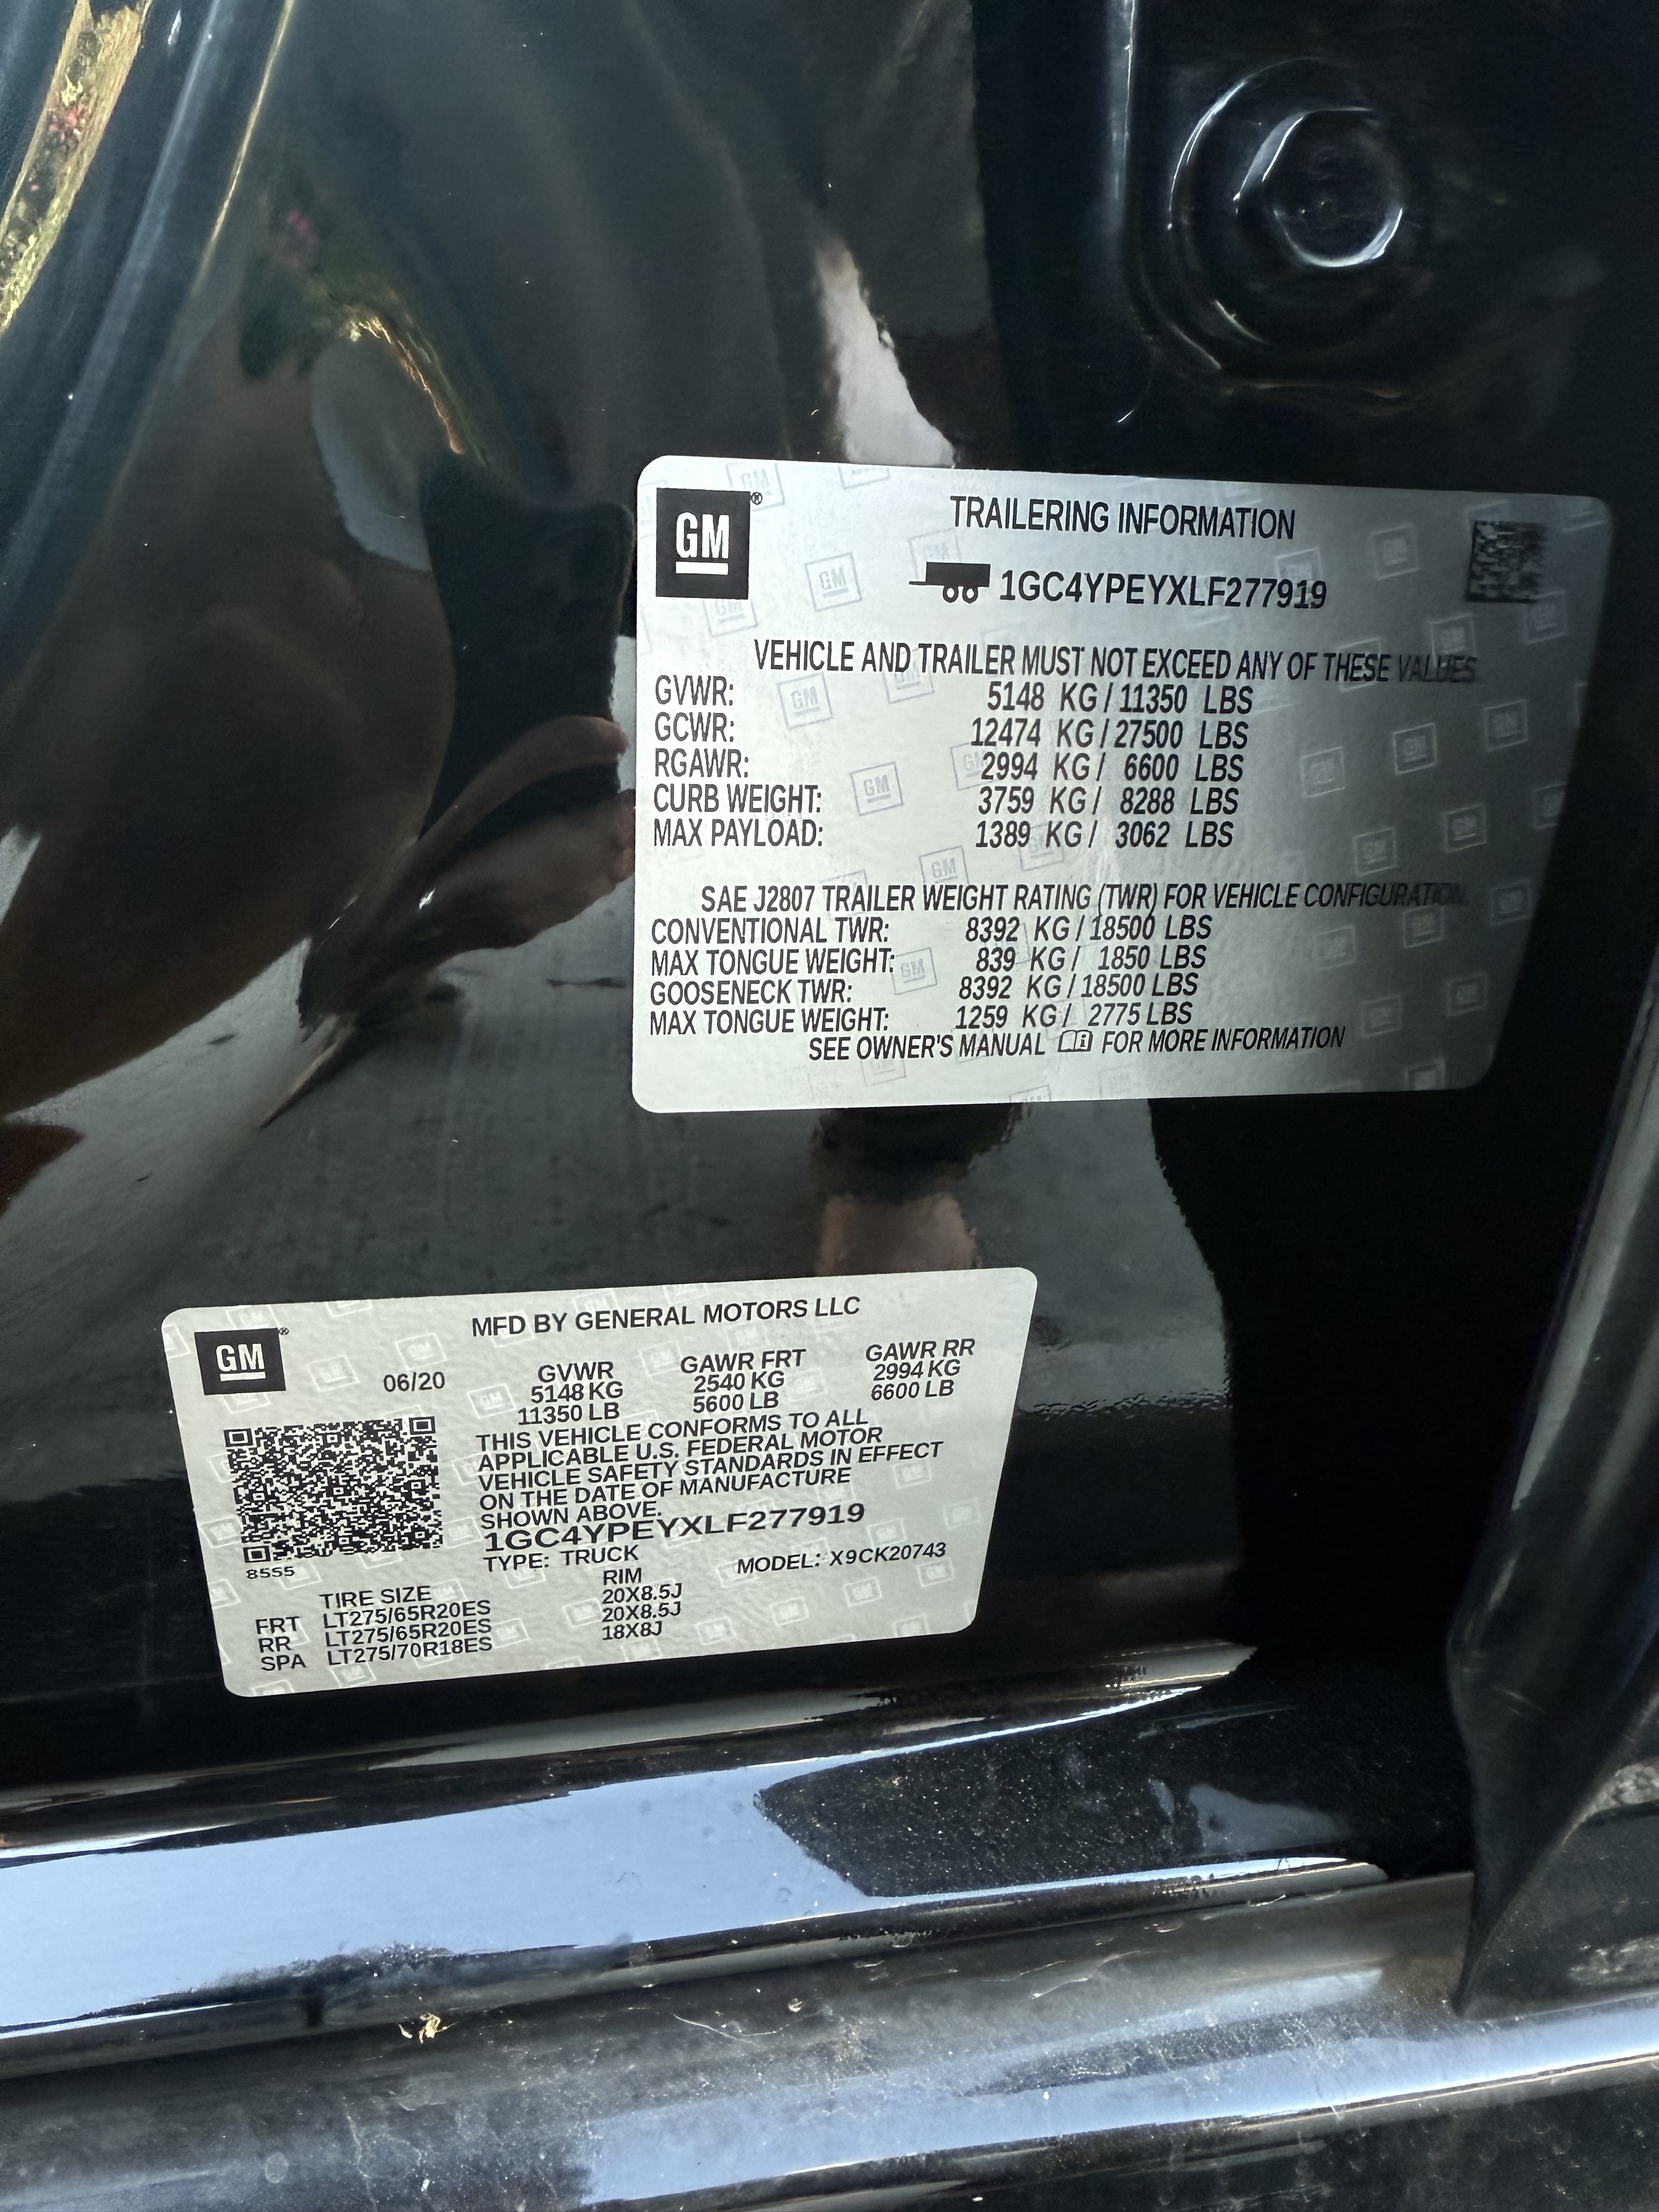 GM®
TRAILERING INFORMATION
1GC4YPEYXLF277919
VEHICLE AND TRAILER MUST NOT EXCEED ANY OF THESE VALUES
GVWR: 5148 KG / 11350 LBS
GCWR: 12474 KG / 27500 LBS
RGAWR: 2994 KG / 6600 LBS
CURB WEIGHT: 3759 KG / 8288 LBS
MAX PAYLOAD: 1389 KG / 3062 LBS
SAE J2807 TRAILER WEIGHT RATING (TWR) FOR VEHICLE CONFIGURATION
CONVENTIONAL TWR: 8392 KG / 18500 LBS
MAX TONGUE WEIGHT: 839 KG / 1850 LBS
GOOSENECK TWR: 8392 KG / 18500 LBS
MAX TONGUE WEIGHT: 1259 KG / 2775 LBS
SEE OWNER'S MANUAL FOR MORE INFORMATION
GM®
MFD BY GENERAL MOTORS LLC
06/20
GVWR GAWR FRT GAWR RR
5148 KG 2540 KG 2994 KG
11350 LB 5600 LB 6600 LB
THIS VEHICLE CONFORMS TO ALL
APPLICABLE U.S. FEDERAL MOTOR
VEHICLE SAFETY STANDARDS IN EFFECT
ON THE DATE OF MANUFACTURE
SHOWN ABOVE.
1GC4YPEYXLF277919
8555
TYPE: TRUCK MODEL: X9CK20743
TIRE SIZE RIM
FRT LT275/65R20ES 20X8.5J
RR LT275/65R20ES 20X8.5J
SPA LT275/70R18ES 18X8J